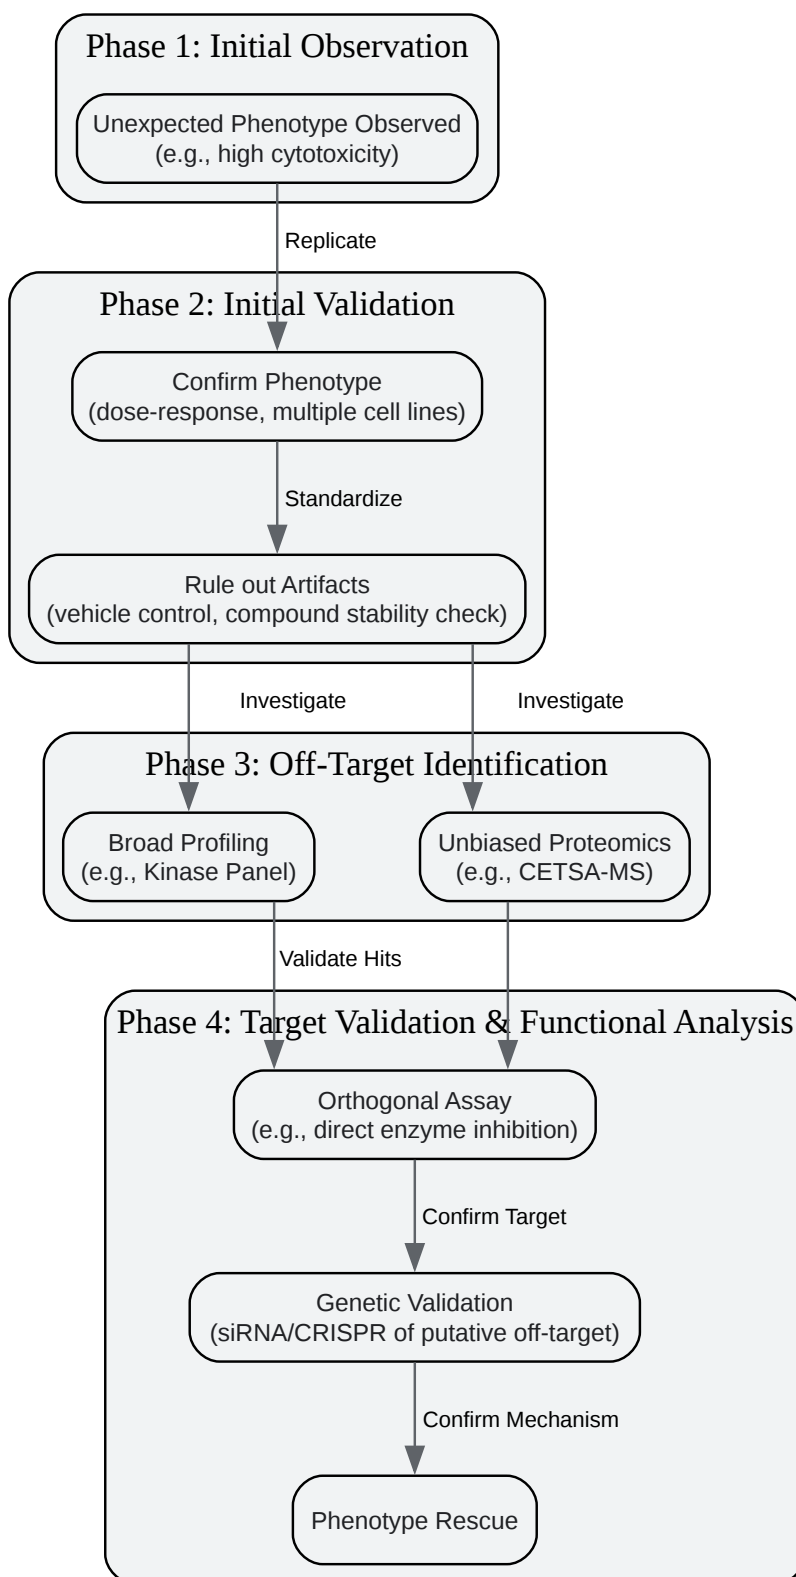 Phase 1: Initial Observation
Unexpected Phenotype Observed
(e.g., high cytotoxicity)
Replicate
Phase 2: Initial Validation
Confirm Phenotype
(dose-response, multiple cell lines)
Standardize
Rule out Artifacts
(vehicle control, compound stability check)
Investigate
Investigate
Phase 3: Off-Target Identification
Broad Profiling
(e.g., Kinase Panel)
Unbiased Proteomics
(e.g., CETSA-MS)
Validate Hits
Phase 4: Target Validation & Functional Analysis
Orthogonal Assay
(e.g., direct enzyme inhibition)
Confirm Target
Genetic Validation
(siRNA/CRISPR of putative off-target)
Confirm Mechanism
Phenotype Rescue